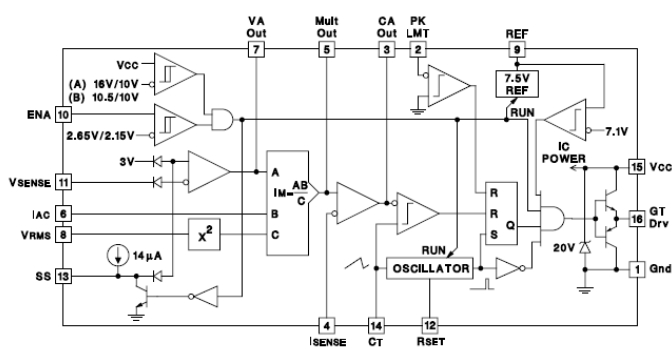 VA Out
7
Mult Out
5
CA Out
3
PK LMT
2
REF
9
VCC
(A) 16V/10V
(B) 10.5/10V
ENA 10
2.65V/2.15V
7.5V REF
RUN
7.1V
IC POWER
15 VCC
3V
VSENSE 11
IAC 6
VRMS 8
X2
A
B
C
IM=AB/C
R
R
S
Q
16 GT Drv
20V
1 Gnd
14µA
SS 13
RUN
OSCILLATOR
4
ISENSE
14
CT
12
RSET